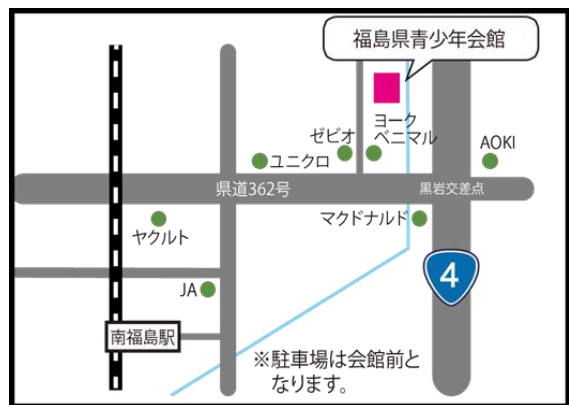 福島県青少年会館
ヨーク
ベニマル
ゼビオ
AOKI
ユニクロ
県道362号
黒岩交差点
マクドナルド
ヤクルト
4
JA
南福島駅
※駐車場は会館前と
なります。